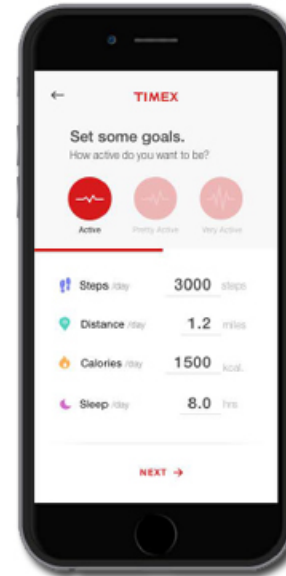 TIMEX
Set some goals.
How active do you want to be?
Active Pretty Active Very Active
Steps /day 3000 steps
Distance /day 1.2 miles
Calories /day 1500 kcal.
Sleep /day 8.0 hrs
NEXT